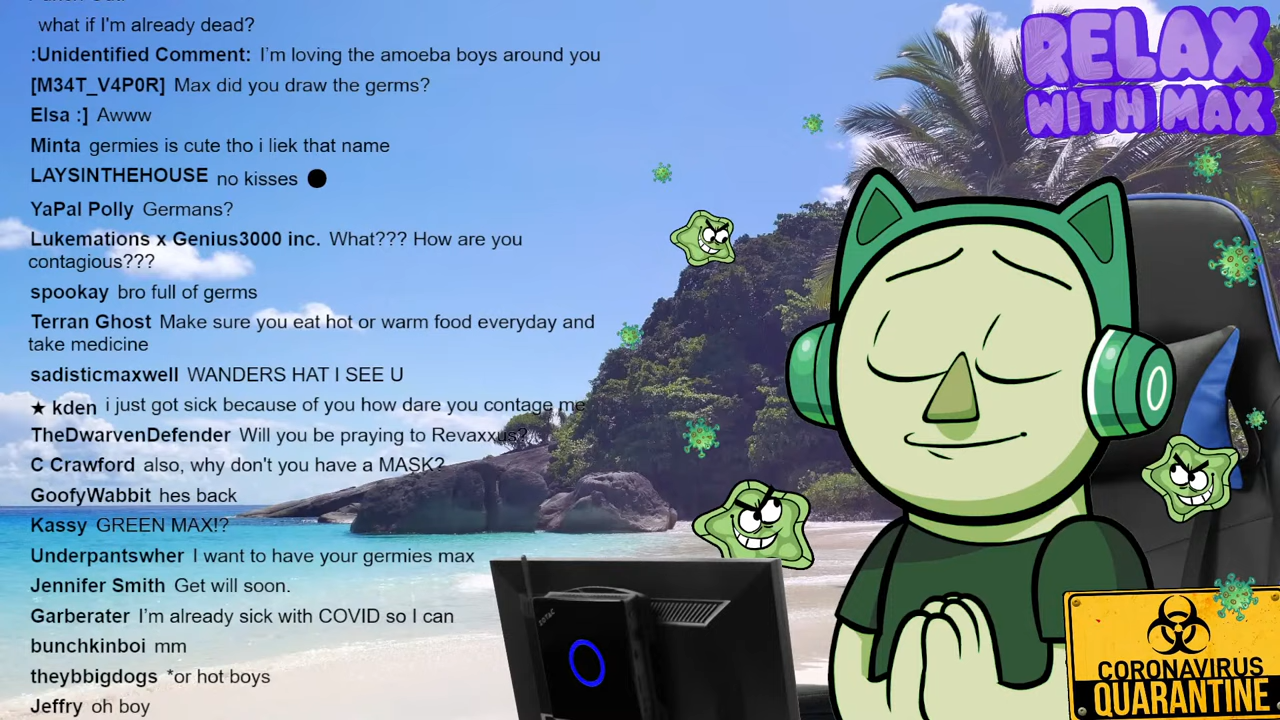 what if I'm already dead?
:Unidentified Comment: I'm loving the amoeba boys around you
[M34T_V4P0R] Max did you draw the germs?
Elsa :] Awww
Minta germies is cute tho i liek that name
LAYSINTHEHOUSE no kisses
YaPal Polly Germans?
Lukemations x Genius3000 inc. What??? How are you
contagious???
spookay bro full of germs
Terran Ghost Make sure you eat hot or warm food everyday and
take medicine
sadisticmaxwell WANDERS HAT I SEE U
★ kden i just got sick because of you how dare you contage me
TheDwarvenDefender Will you be praying to Revaxxus?
C Crawford also, why don't you have a MASK?
GoofyWabbit hes back
Kassy GREEN MAX!?
Underpantswher I want to have your germies max
Jennifer Smith Get will soon.
Garberater I'm already sick with COVID so I can
bunchkinboi mm
theybbigdogs *or hot boys
Jeffry oh boy
RELAX
WITH MAX
ZOTAC
CORONAVIRUS
QUARANTINE